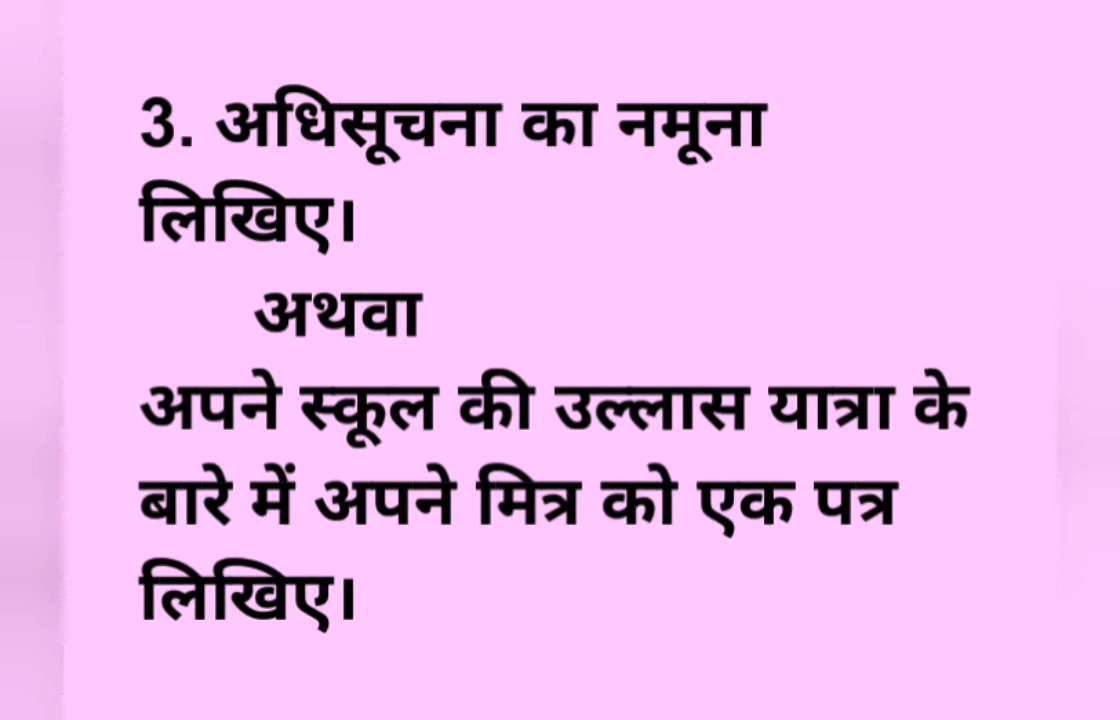 3. अधिसूचना का नमूना
लिखिए।
अथवा
अपने स्कूल की उल्लास यात्रा के
बारे में अपने मित्र को एक पत्र
लिखिए।